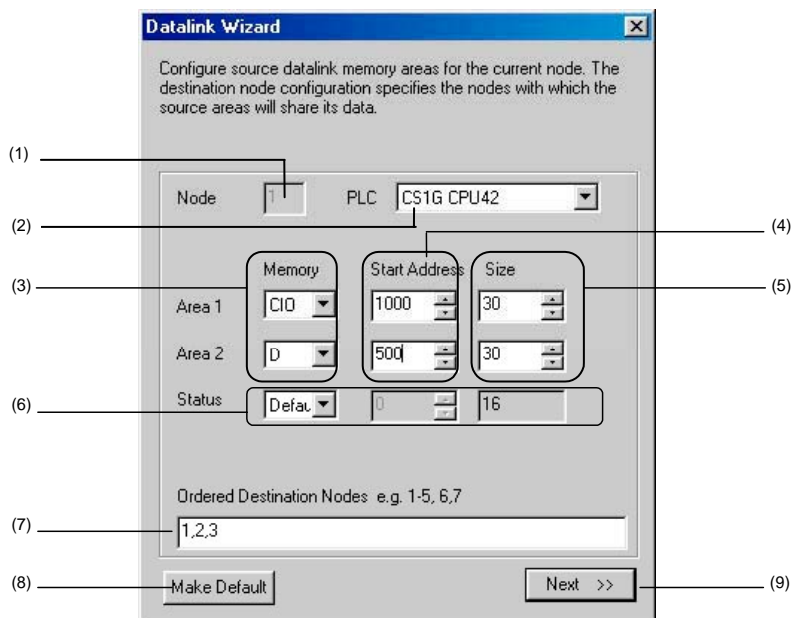 Datalink Wizard
Configure source datalink memory areas for the current node. The
destination node configuration specifies the nodes with which the
source areas will share its data.
(1)
Node 1 PLC CS1G CPU42
(2) (4)
Memory Start Address Size
(3) (5)
Area 1 CIO 1000 30
Area 2 D 500 30
(6) Status Defau 0 16
Ordered Destination Nodes e.g. 1-5, 6,7
(7) 1,2,3
(8) Make Default Next >> (9)